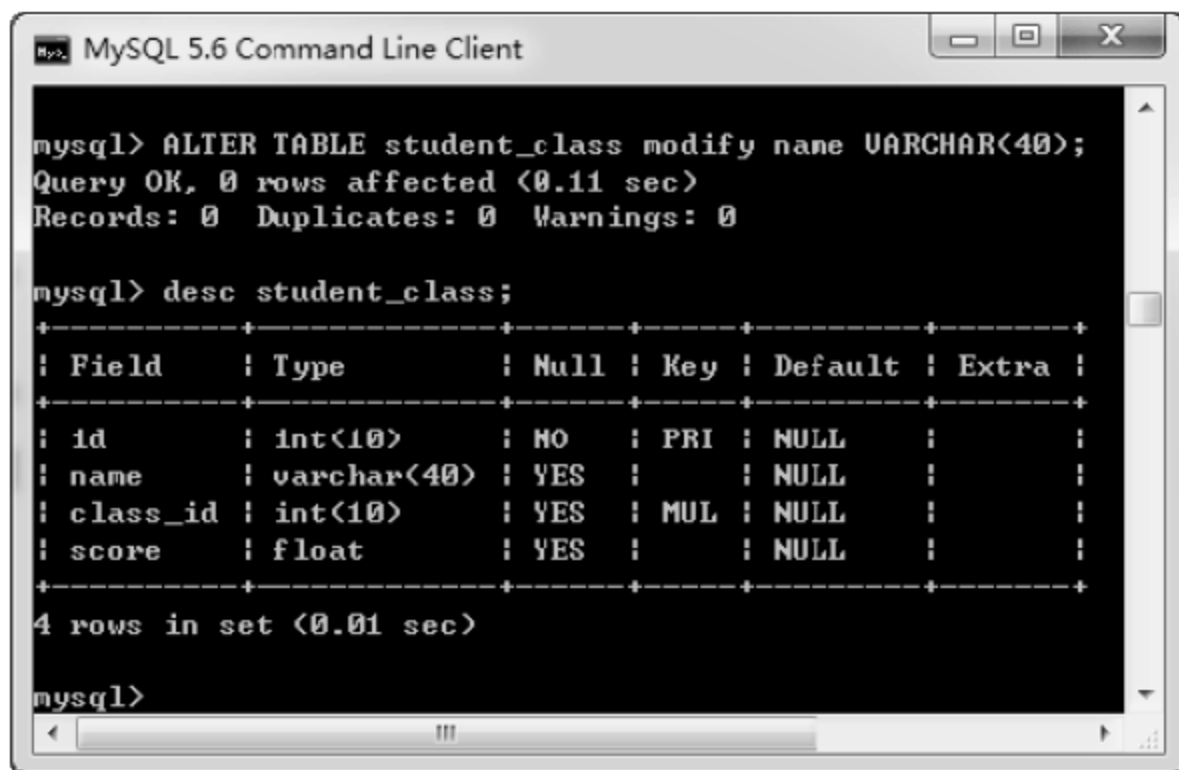 MySQL 5.6 Command Line Client
mysql> ALTER TABLE student_class modify name VARCHAR(40);
Query OK, 0 rows affected (0.11 sec)
Records: 0  Duplicates: 0  Warnings: 0
mysql> desc student_class;
+----------+-------------+------+-----+---------+-------+
| Field    | Type        | Null | Key | Default | Extra |
+----------+-------------+------+-----+---------+-------+
| id       | int(10)     | NO   | PRI | NULL    |       |
| name     | varchar(40) | YES  |     | NULL    |       |
| class_id | int(10)     | YES  | MUL | NULL    |       |
| score    | float       | YES  |     | NULL    |       |
+----------+-------------+------+-----+---------+-------+
4 rows in set (0.01 sec)
mysql>